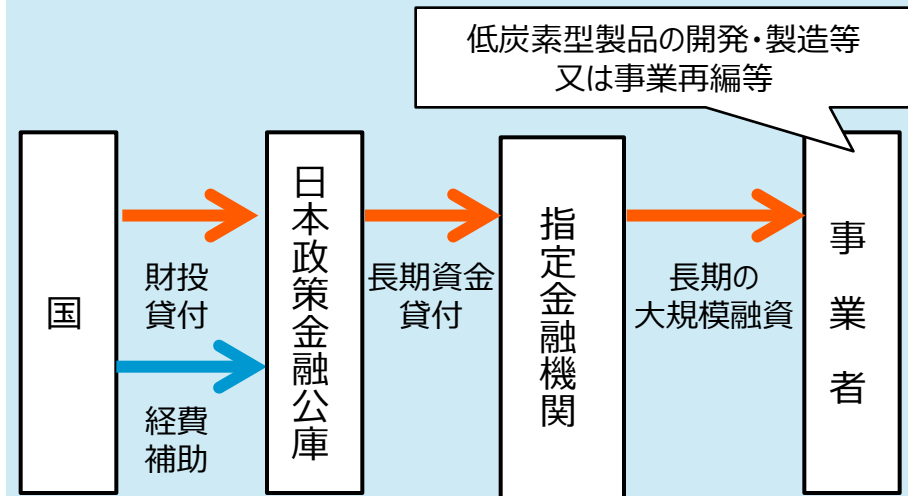 低炭素型製品の開発・製造等
又は事業再編等
国
財投
貸付
経費
補助
日本政策金融公庫
長期資金
貸付
指定金融機関
長期の
大規模融資
事業者